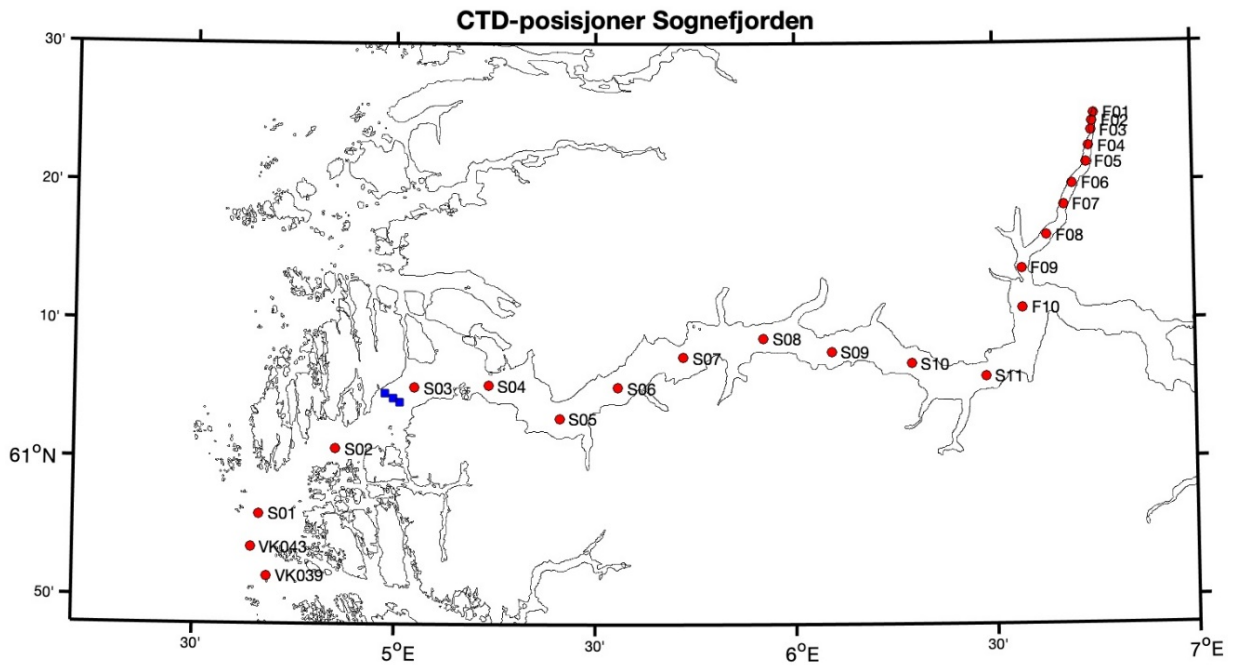 CTD-posisjoner Sognefjorden
30'
F01
F02
F03
F04
F05
20'
F06
F07
F08
F09
F10
10'
S08
S07
S09
S10
S11
S03
S04
S06
S05
61°N
S02
S01
VK043
VK039
50'
30'
5°E
30'
6°E
30'
7°E